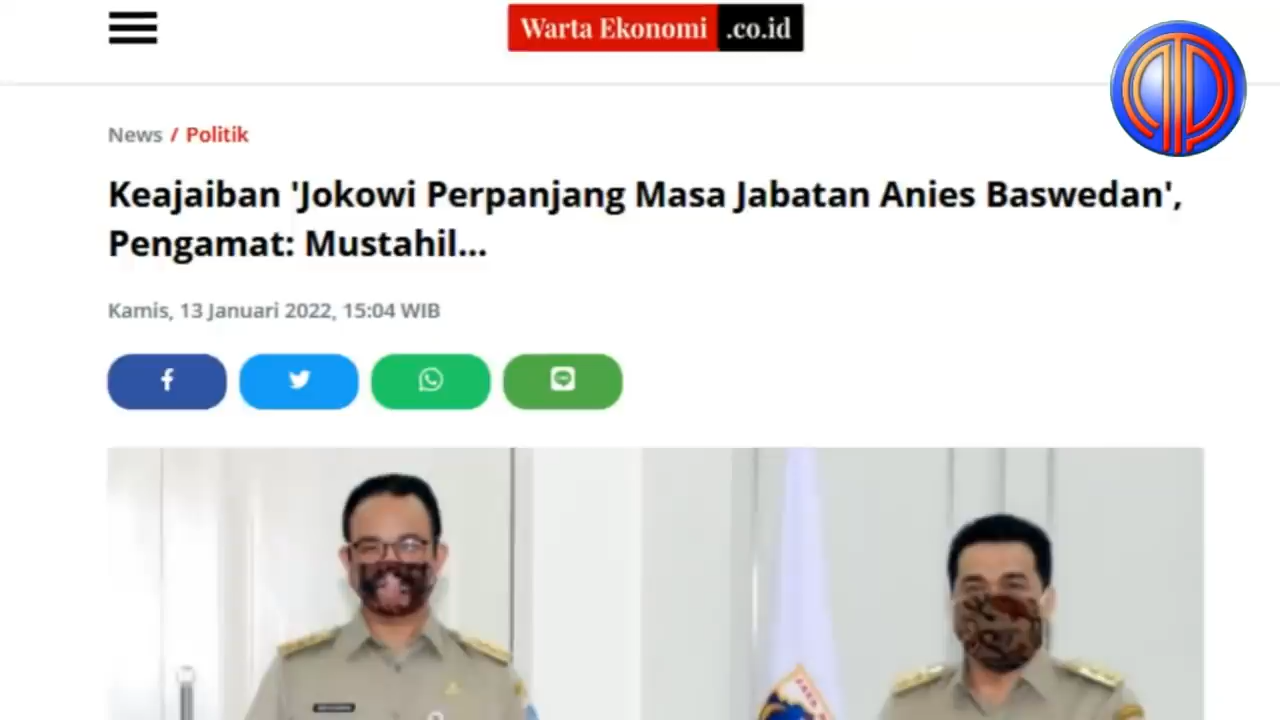 Warta Ekonomi .co.id
News / Politik
Keajaiban 'Jokowi Perpanjang Masa Jabatan Anies Baswedan',
Pengamat: Mustahil...
Kamis, 13 Januari 2022, 15:04 WIB